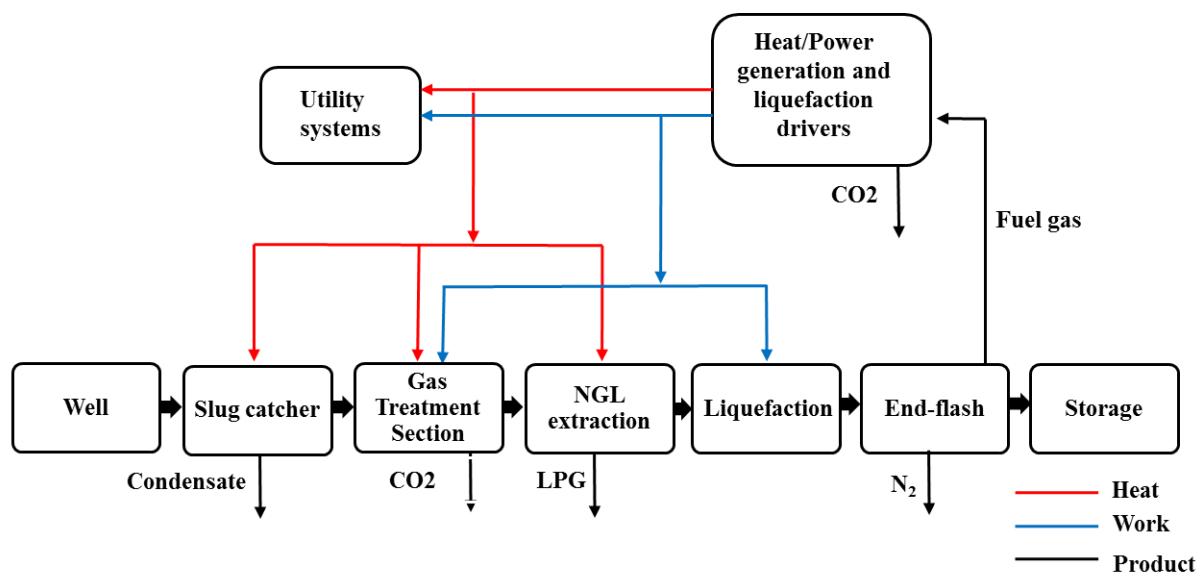 Heat/Power
generation and
liquefaction
drivers
Utility
systems
CO2
Fuel gas
Well
Slug catcher
Gas
Treatment
Section
NGL
extraction
Liquefaction
End-flash
Storage
Condensate
CO2
LPG
N₂
Heat
Work
Product